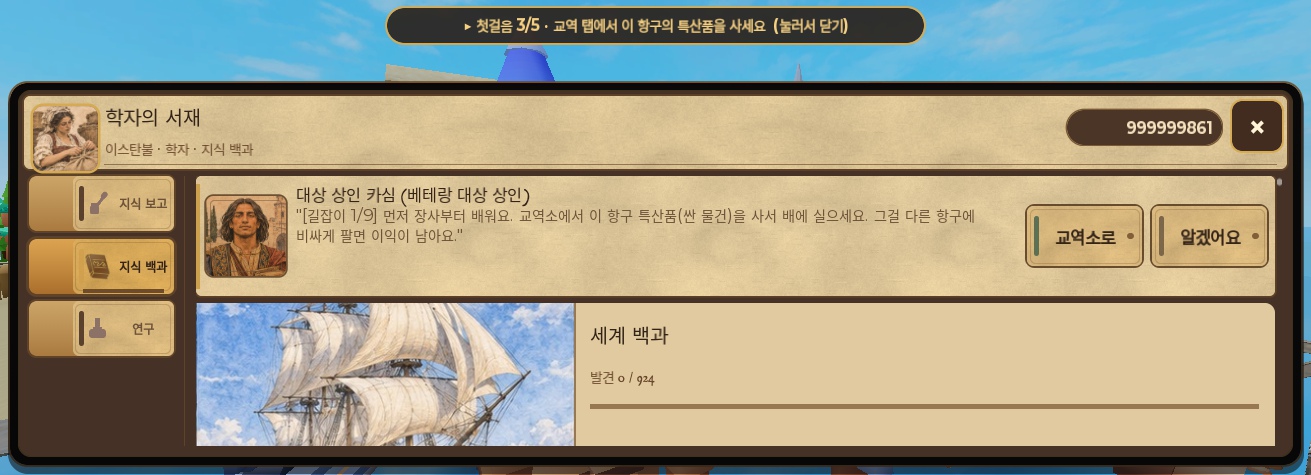 ▸ 첫걸음 3/5 · 교역 탭에서 이 항구의 특산품을 사세요 (눌러서 닫기)
학자의 서재
이스탄불 · 학자 · 지식 백과
999999861
×
지식 보고
지식 백과
연구
대상 상인 카심 (베테랑 대상 상인)
"[길잡이 1/9] 먼저 장사부터 배워요. 교역소에서 이 항구 특산품(싼 물건)을 사서 배에 실으세요. 그걸 다른 항구에
비싸게 팔면 이익이 남아요."
교역소로
알겠어요
세계 백과
발견 0 / 924